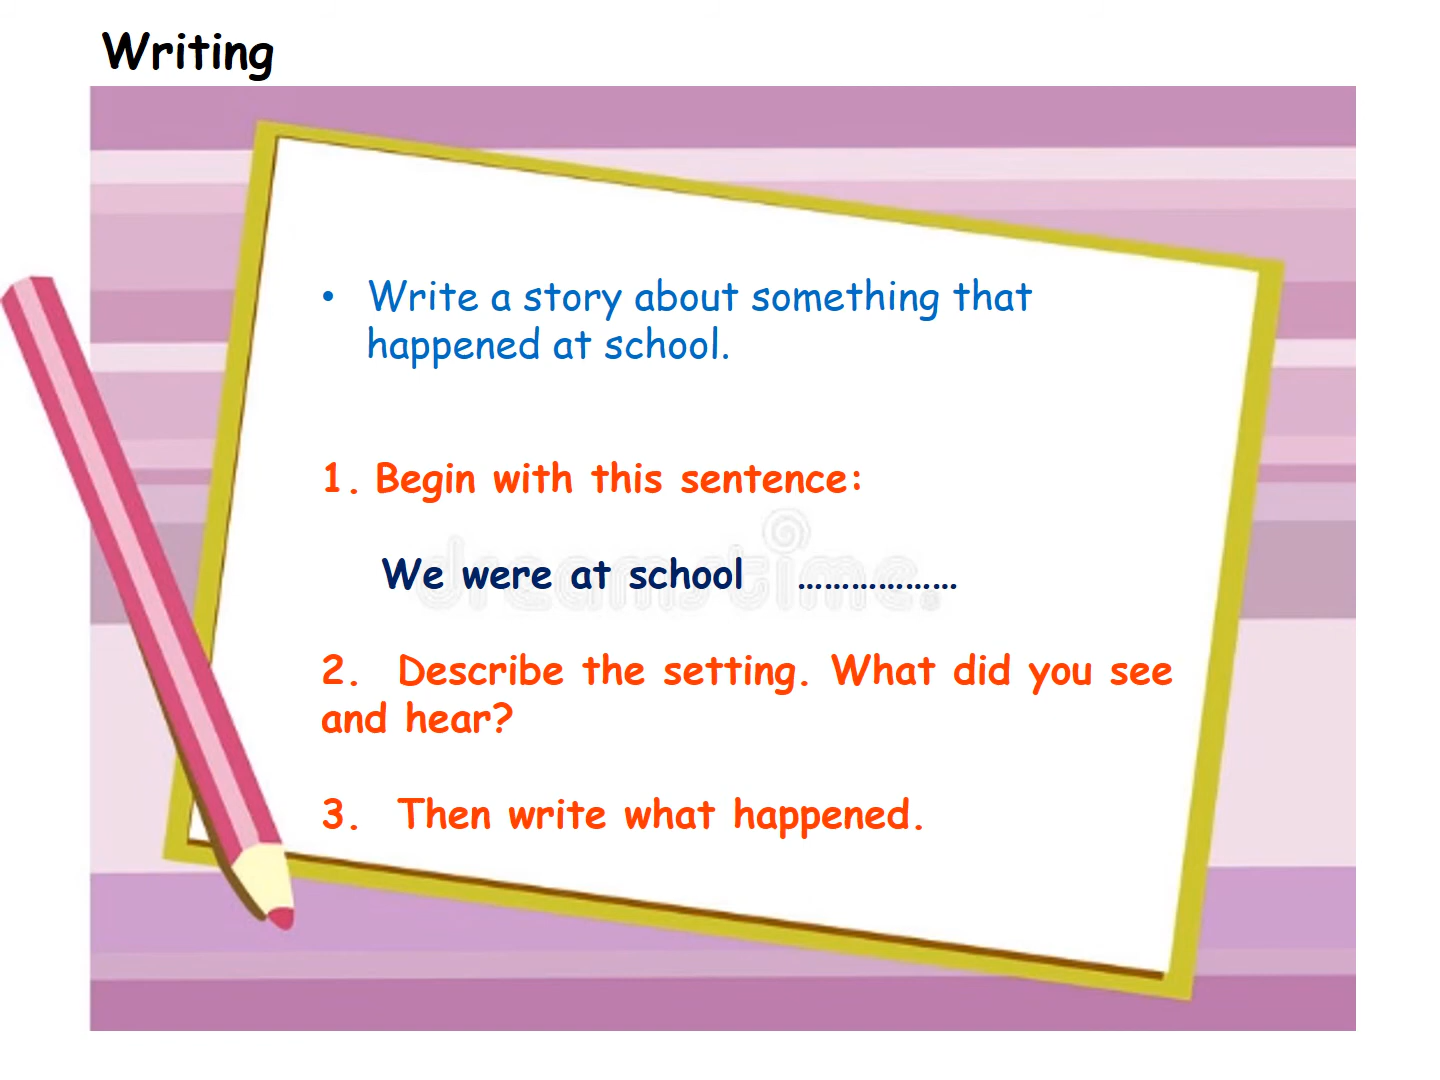 Writing
• Write a story about something that
happened at school.
1. Begin with this sentence:
dreamstime.
We were at school ………………
2. Describe the setting. What did you see
and hear?
3. Then write what happened.